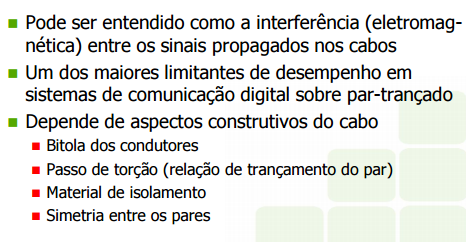 Pode ser entendido como a interferência (eletromag-
nética) entre os sinais propagados nos cabos
Um dos maiores limitantes de desempenho em
sistemas de comunicação digital sobre par-trançado
Depende de aspectos construtivos do cabo
Bitola dos condutores
Passo de torção (relação de trançamento do par)
Material de isolamento
Simetria entre os pares